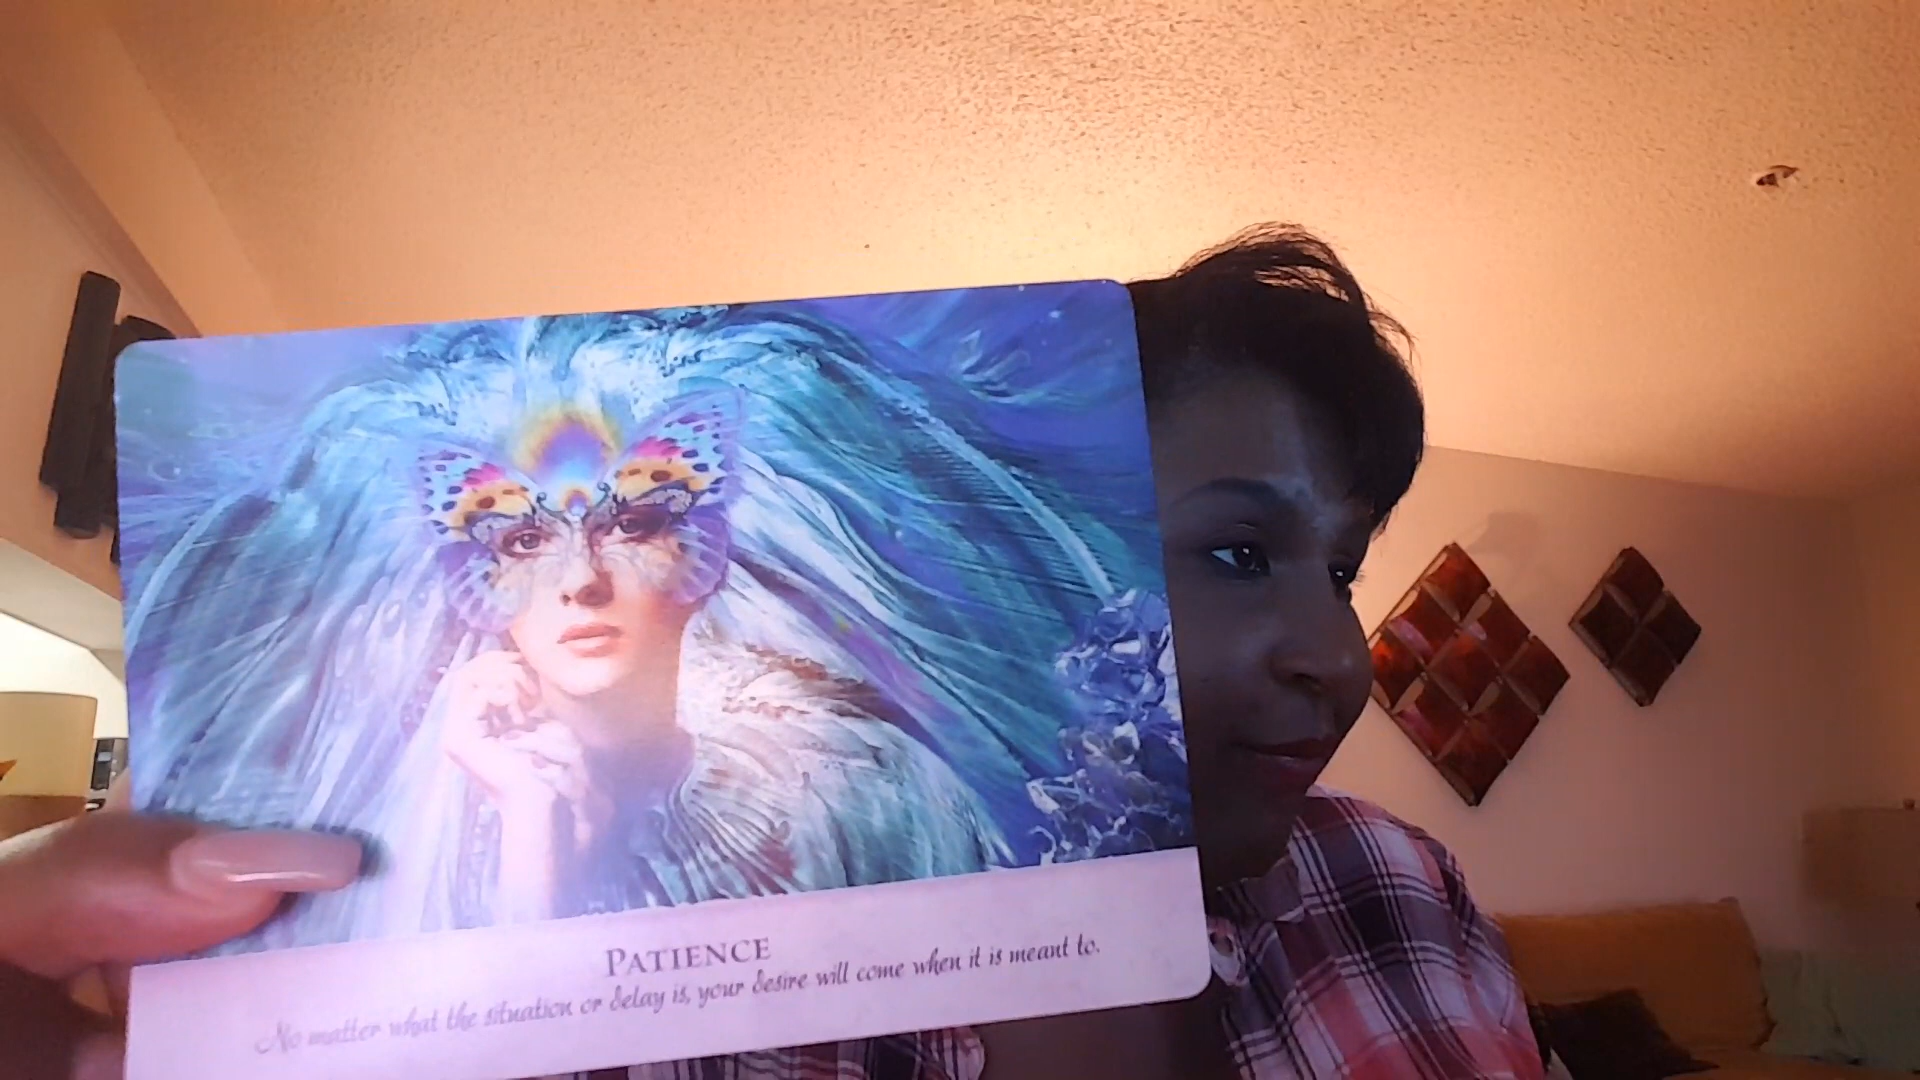 PATIENCE
No matter what the situation or delay is, your desire will come when it is meant to.